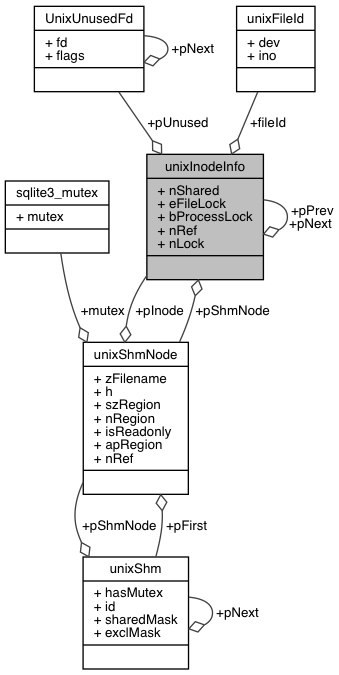 UnixUnusedFd
+ fd
+ flags
+pNext
unixFileId
+ dev
+ ino
+pUnused
+fileId
unixInodeInfo
+ nShared
+ eFileLock
+ bProcessLock
+ nRef
+ nLock
+pPrev
+pNext
sqlite3_mutex
+ mutex
+mutex
+pInode
+pShmNode
unixShmNode
+ zFilename
+ h
+ szRegion
+ nRegion
+ isReadonly
+ apRegion
+ nRef
+pShmNode
+pFirst
unixShm
+ hasMutex
+ id
+ sharedMask
+ exclMask
+pNext